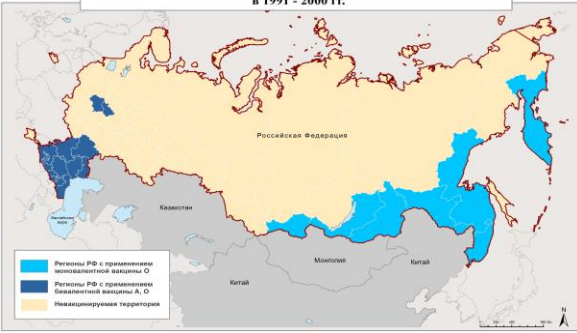 в 1991 - 2000 гг.
Российская Федерация
Казахстан
Каспийское
море
Монголия
Китай
Китай
Регионы РФ с применением
моновалентной вакцины О
Регионы РФ с применением
бивалентной вакцины А, О
Невакцинируемая территория
N